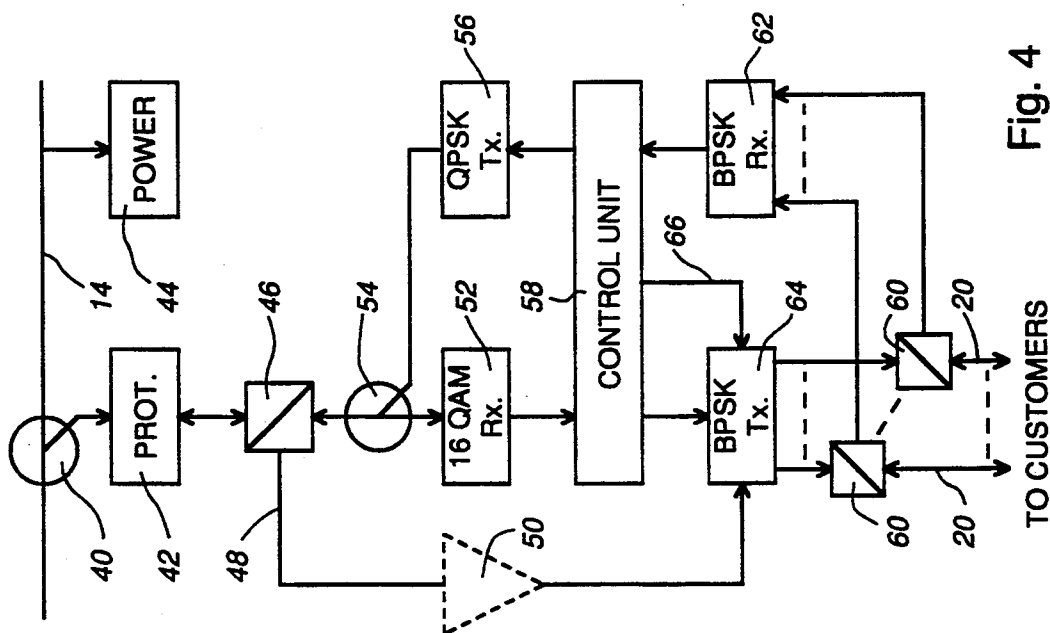 14
40
PROT.
42
POWER
44
46
48
54
16 QAM
Rx.
52
QPSK
Tx.
56
50
CONTROL UNIT
58
66
BPSK
Tx.
64
BPSK
Rx.
62
60
60
20
20
TO CUSTOMERS
Fig. 4